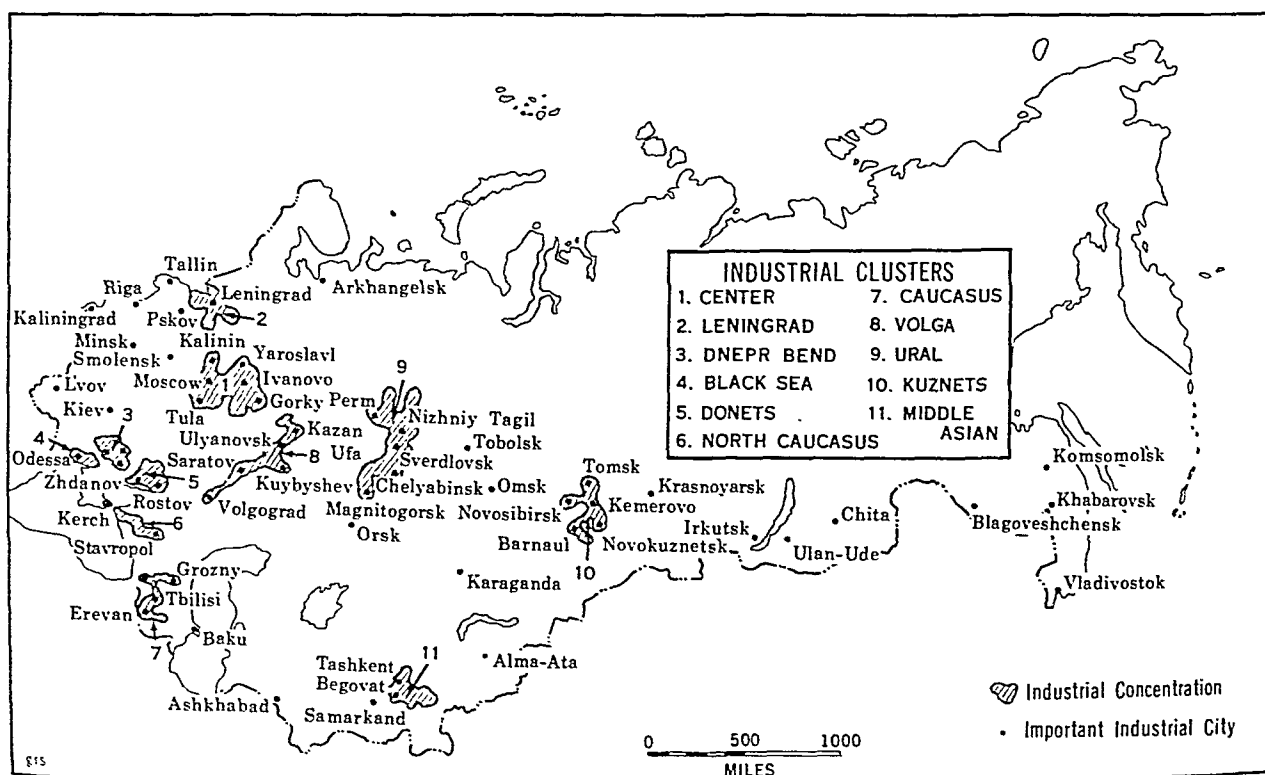 INDUSTRIAL CLUSTERS
1. CENTER
2. LENINGRAD
3. DNEPR BEND
4. BLACK SEA
5. DONETS
6. NORTH CAUCASUS
7. CAUCASUS
8. VOLGA
9. URAL
10. KUZNETS
11. MIDDLE
ASIAN
Tallin
Riga
Leningrad
Arkhangelsk
Kaliningrad
Pskov
2
Minsk
Kalinin
Smolensk
Yaroslavl
Moscow
1
Ivanovo
9
Lvov
Gorky
Perm
Kiev
Tula
Nizhniy Tagil
3
Ulyanovsk
Kazan
Tobolsk
4
Ufa
Odessa
Saratov
8
Sverdlovsk
5
Kuybyshev
Chelyabinsk
Omsk
Tomsk
Krasnoyarsk
Komsomolsk
Zhdanov
Rostov
Volgograd
Magnitogorsk
Novosibirsk
Kemerovo
Khabarovsk
Kerch
6
Orsk
Barnaul
Novokuznetsk
Irkutsk
Chita
Blagoveshchensk
Stavropol
10
Ulan-Ude
Grozny
Karaganda
Vladivostok
Tbilisi
Erevan
Baku
7
Tashkent
11
Alma-Ata
Begovat
Ashkhabad
Samarkand
Industrial Concentration
Important Industrial City
0 500 1000
MILES